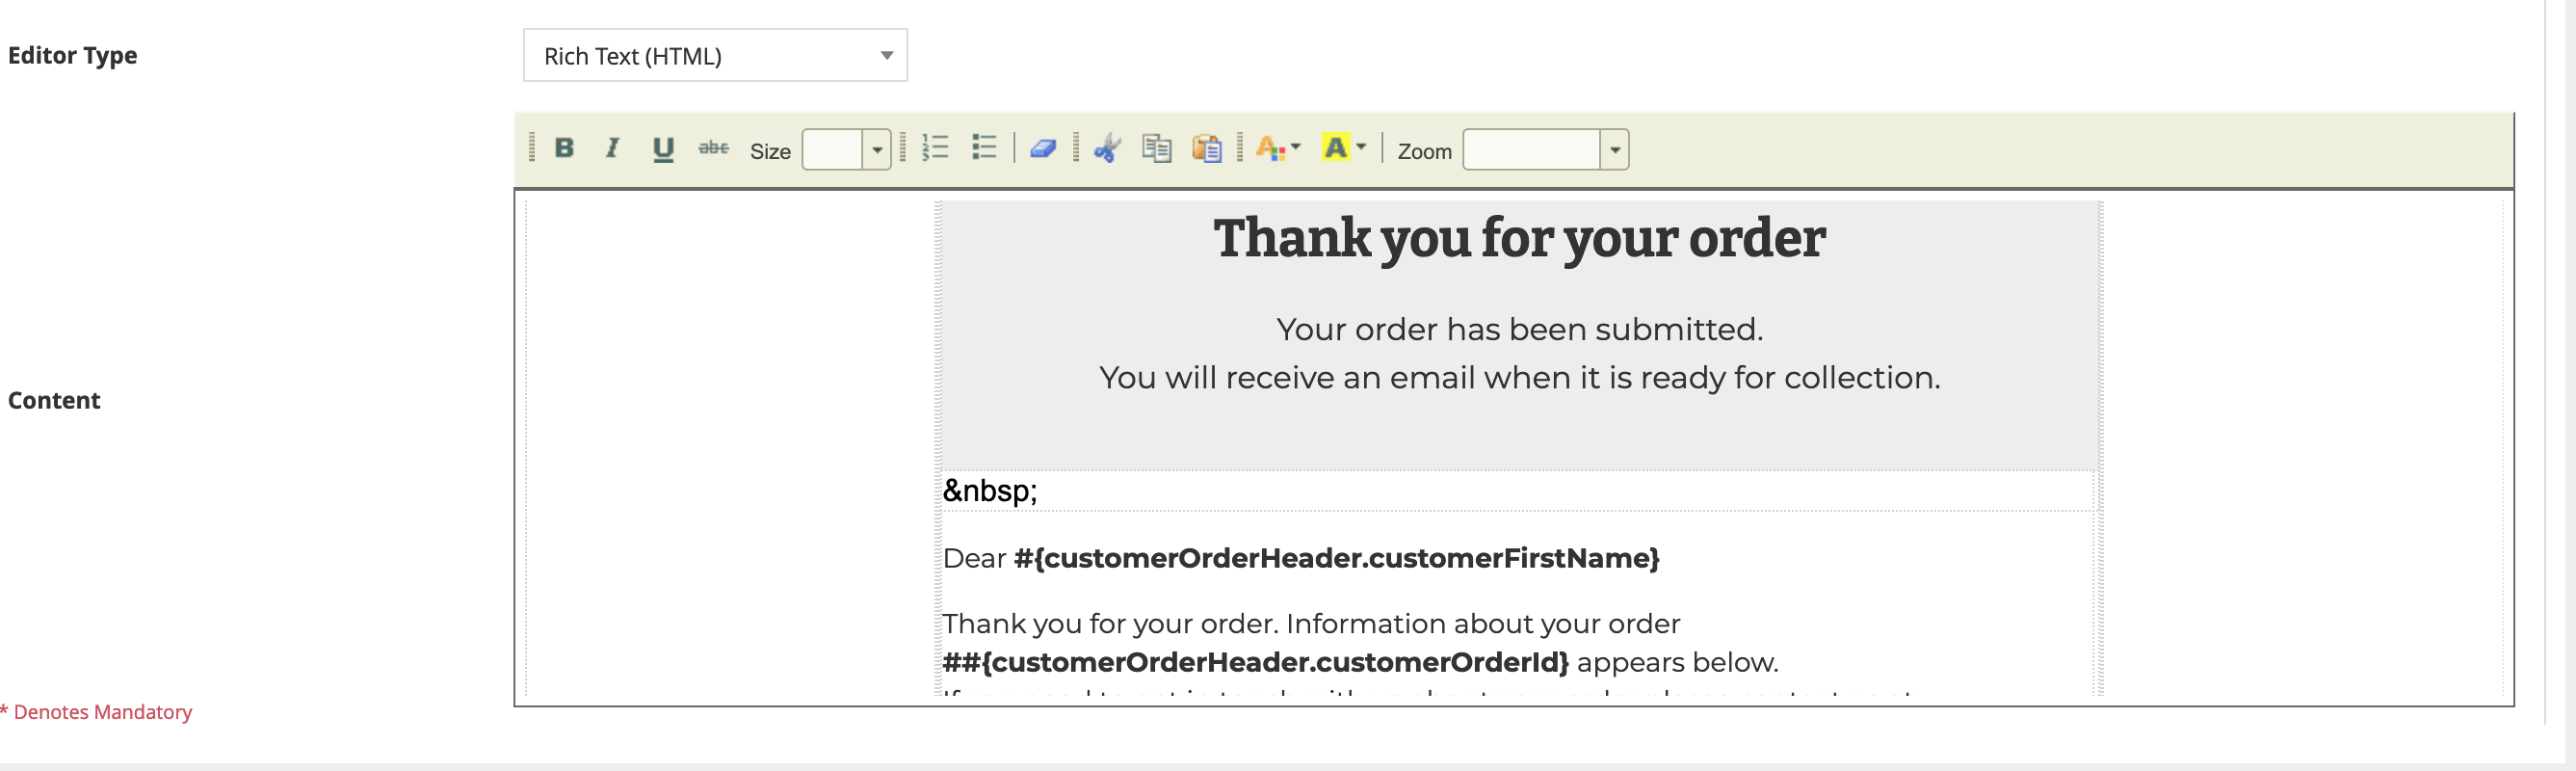 Editor Type
Rich Text (HTML)
B I U abc Size A A Zoom
Thank you for your order
Your order has been submitted.
You will receive an email when it is ready for collection.
Content
&nbsp;
Dear #{customerOrderHeader.customerFirstName}
Thank you for your order. Information about your order
##{customerOrderHeader.customerOrderId} appears below.
* Denotes Mandatory